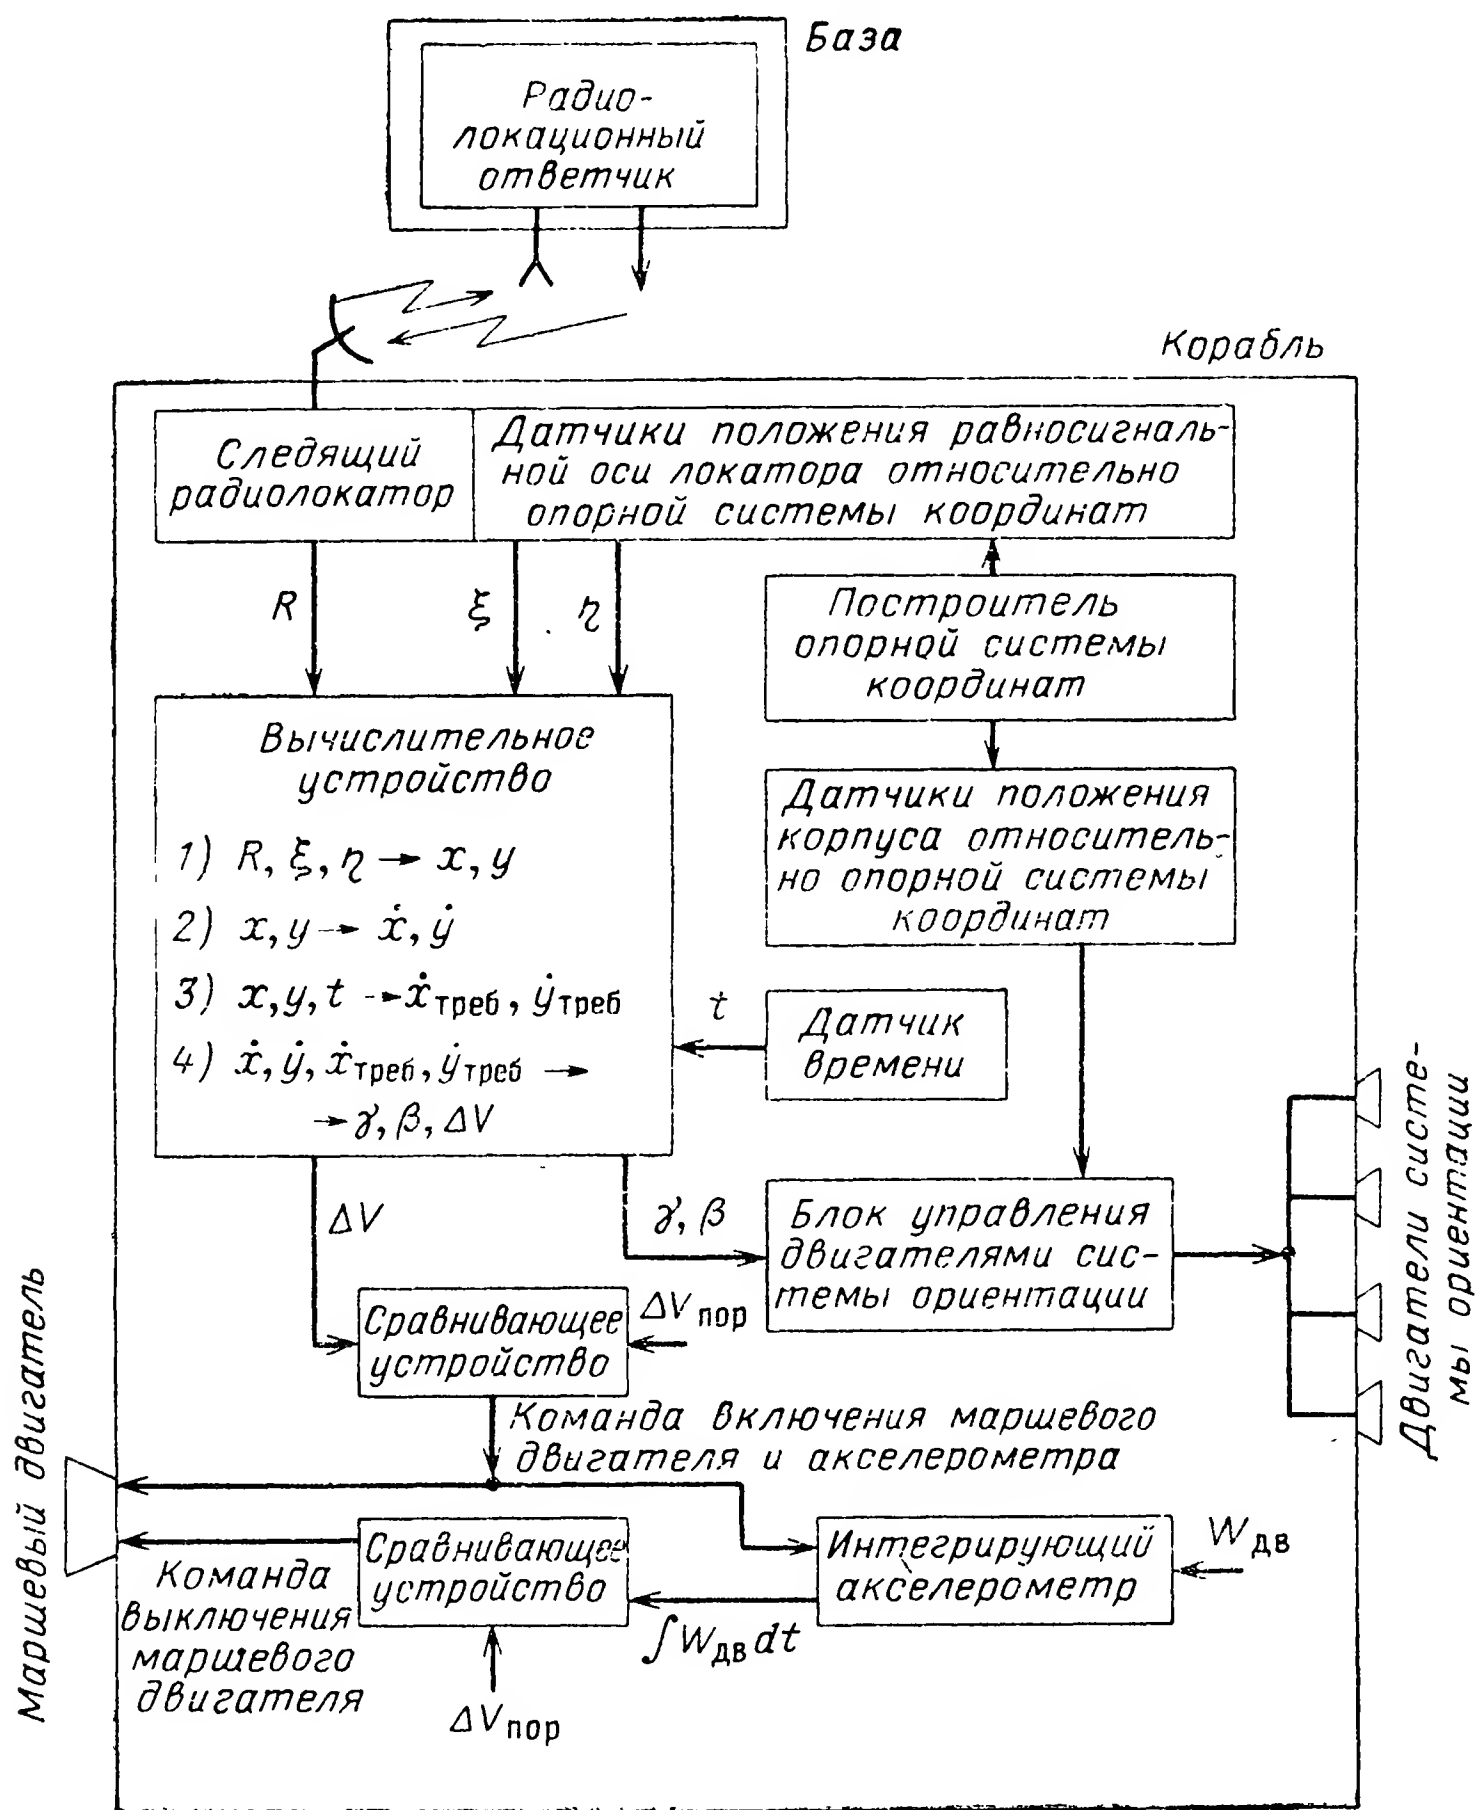 База
Радио-
локационный
ответчик
Корабль
Следящий
радиолокатор
Датчики положения равносигналь-
ной оси локатора относительно
опорной системы координат
R
ξ
η
Построитель
опорной системы
координат
Вычислительное
устройство
1) R, ξ, η → x, y
2) x, y → ẋ, ẏ
3) x, y, t → ẋтреб, ẏтреб
4) ẋ, ẏ, ẋтреб, ẏтреб →
→ γ, β, ΔV
Датчики положения
корпуса относитель-
но опорной системы
координат
t
Датчик
времени
ΔV
γ, β
Блок управления
двигателями сис-
темы ориентации
Двигатели систе-
мы ориентации
Сравнивающее
устройство
ΔVпор
Команда включения маршевого
двигателя и акселерометра
Маршевый двигатель
Сравнивающее
устройство
Интегрирующий
акселерометр
Wдв
Команда
выключения
маршевого
двигателя
∫Wдв dt
ΔVпор